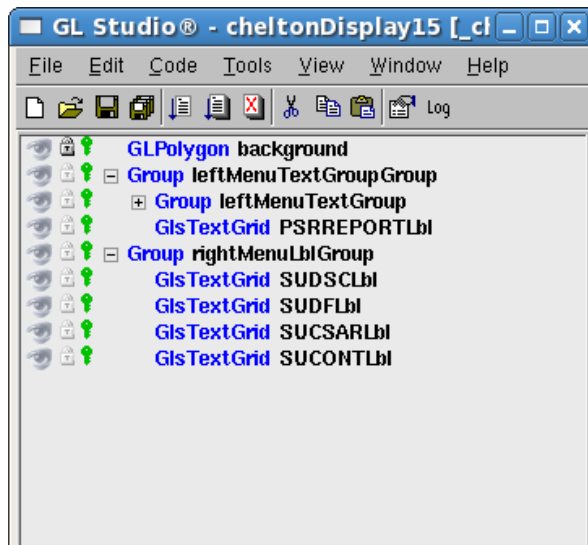 GL Studio® - cheltonDisplay15 [_cl
File Edit Code Tools View Window Help
Log
GLPolygon background
Group leftMenuTextGroupGroup
Group leftMenuTextGroup
GlsTextGrid PSRREPORTLbl
Group rightMenuLblGroup
GlsTextGrid SUDSCLbl
GlsTextGrid SUDFLbl
GlsTextGrid SUCSARLbl
GlsTextGrid SUCONTLbl